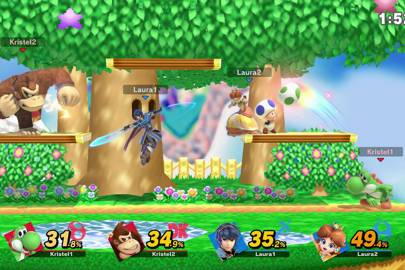 Kristel2
1:5
Laura2
Laura1
Kristel1
31.8%
Kristel1
34.9%
Kristel2
35.2%
Laura1
49.4%
Laura2